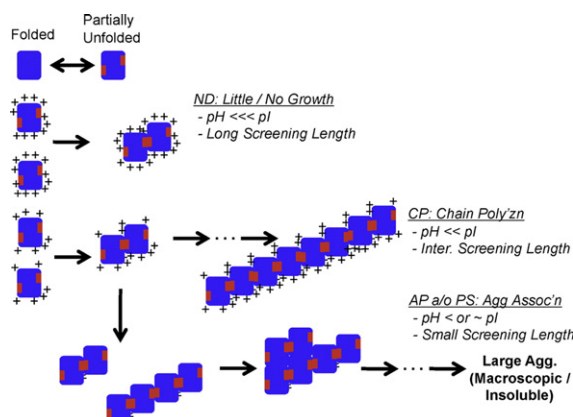 Folded
Partially
Unfolded
ND: Little / No Growth
- pH <<< pI
- Long Screening Length
CP: Chain Poly'zn
- pH << pI
- Inter. Screening Length
AP a/o PS: Agg Assoc'n
- pH < or ~ pI
- Small Screening Length
Large Agg.
(Macroscopic /
Insoluble)